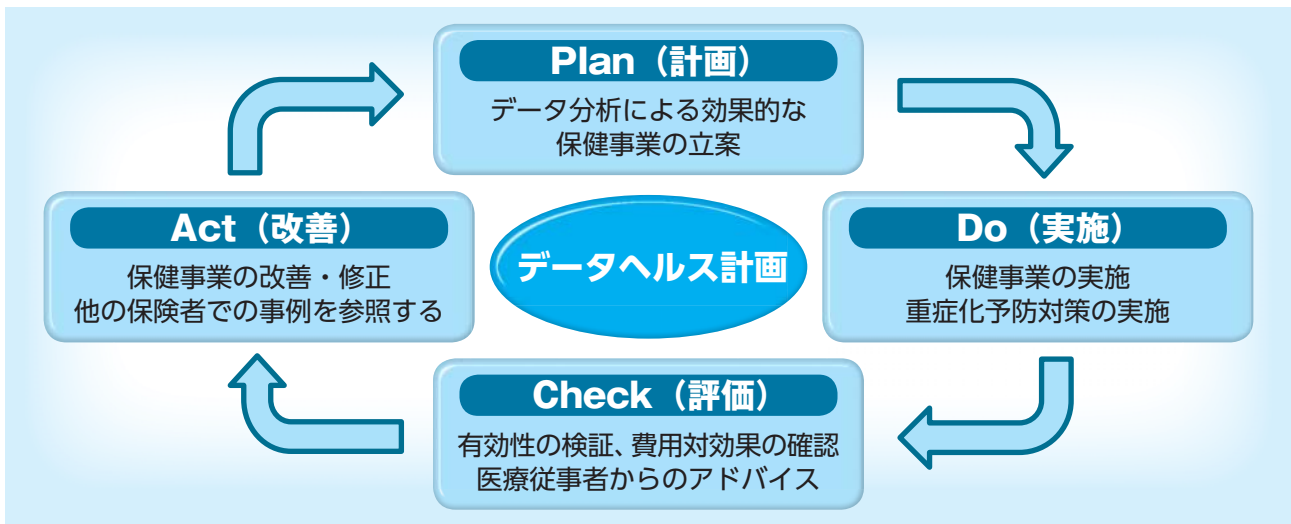 Plan（計画）
データ分析による効果的な
保健事業の立案
Do（実施）
保健事業の実施
重症化予防対策の実施
Check（評価）
有効性の検証、費用対効果の確認
医療従事者からのアドバイス
Act（改善）
保健事業の改善・修正
他の保険者での事例を参照する
データヘルス計画